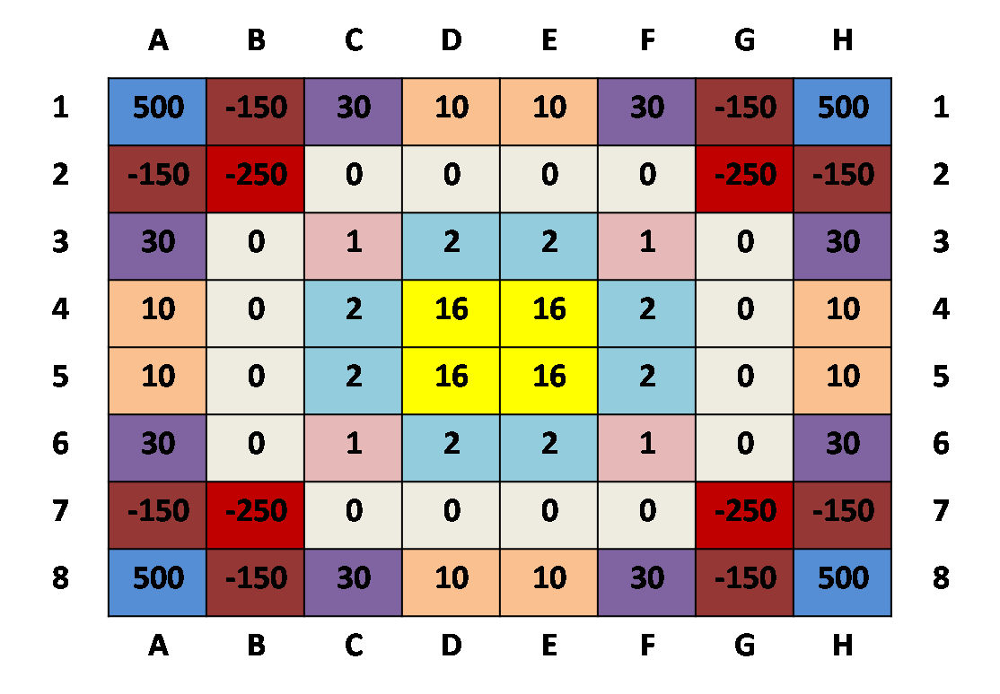 A B C D E F G H
1 500 -150 30 10 10 30 -150 500 1
2 -150 -250 0 0 0 0 -250 -150 2
3 30 0 1 2 2 1 0 30 3
4 10 0 2 16 16 2 0 10 4
5 10 0 2 16 16 2 0 10 5
6 30 0 1 2 2 1 0 30 6
7 -150 -250 0 0 0 0 -250 -150 7
8 500 -150 30 10 10 30 -150 500 8
A B C D E F G H